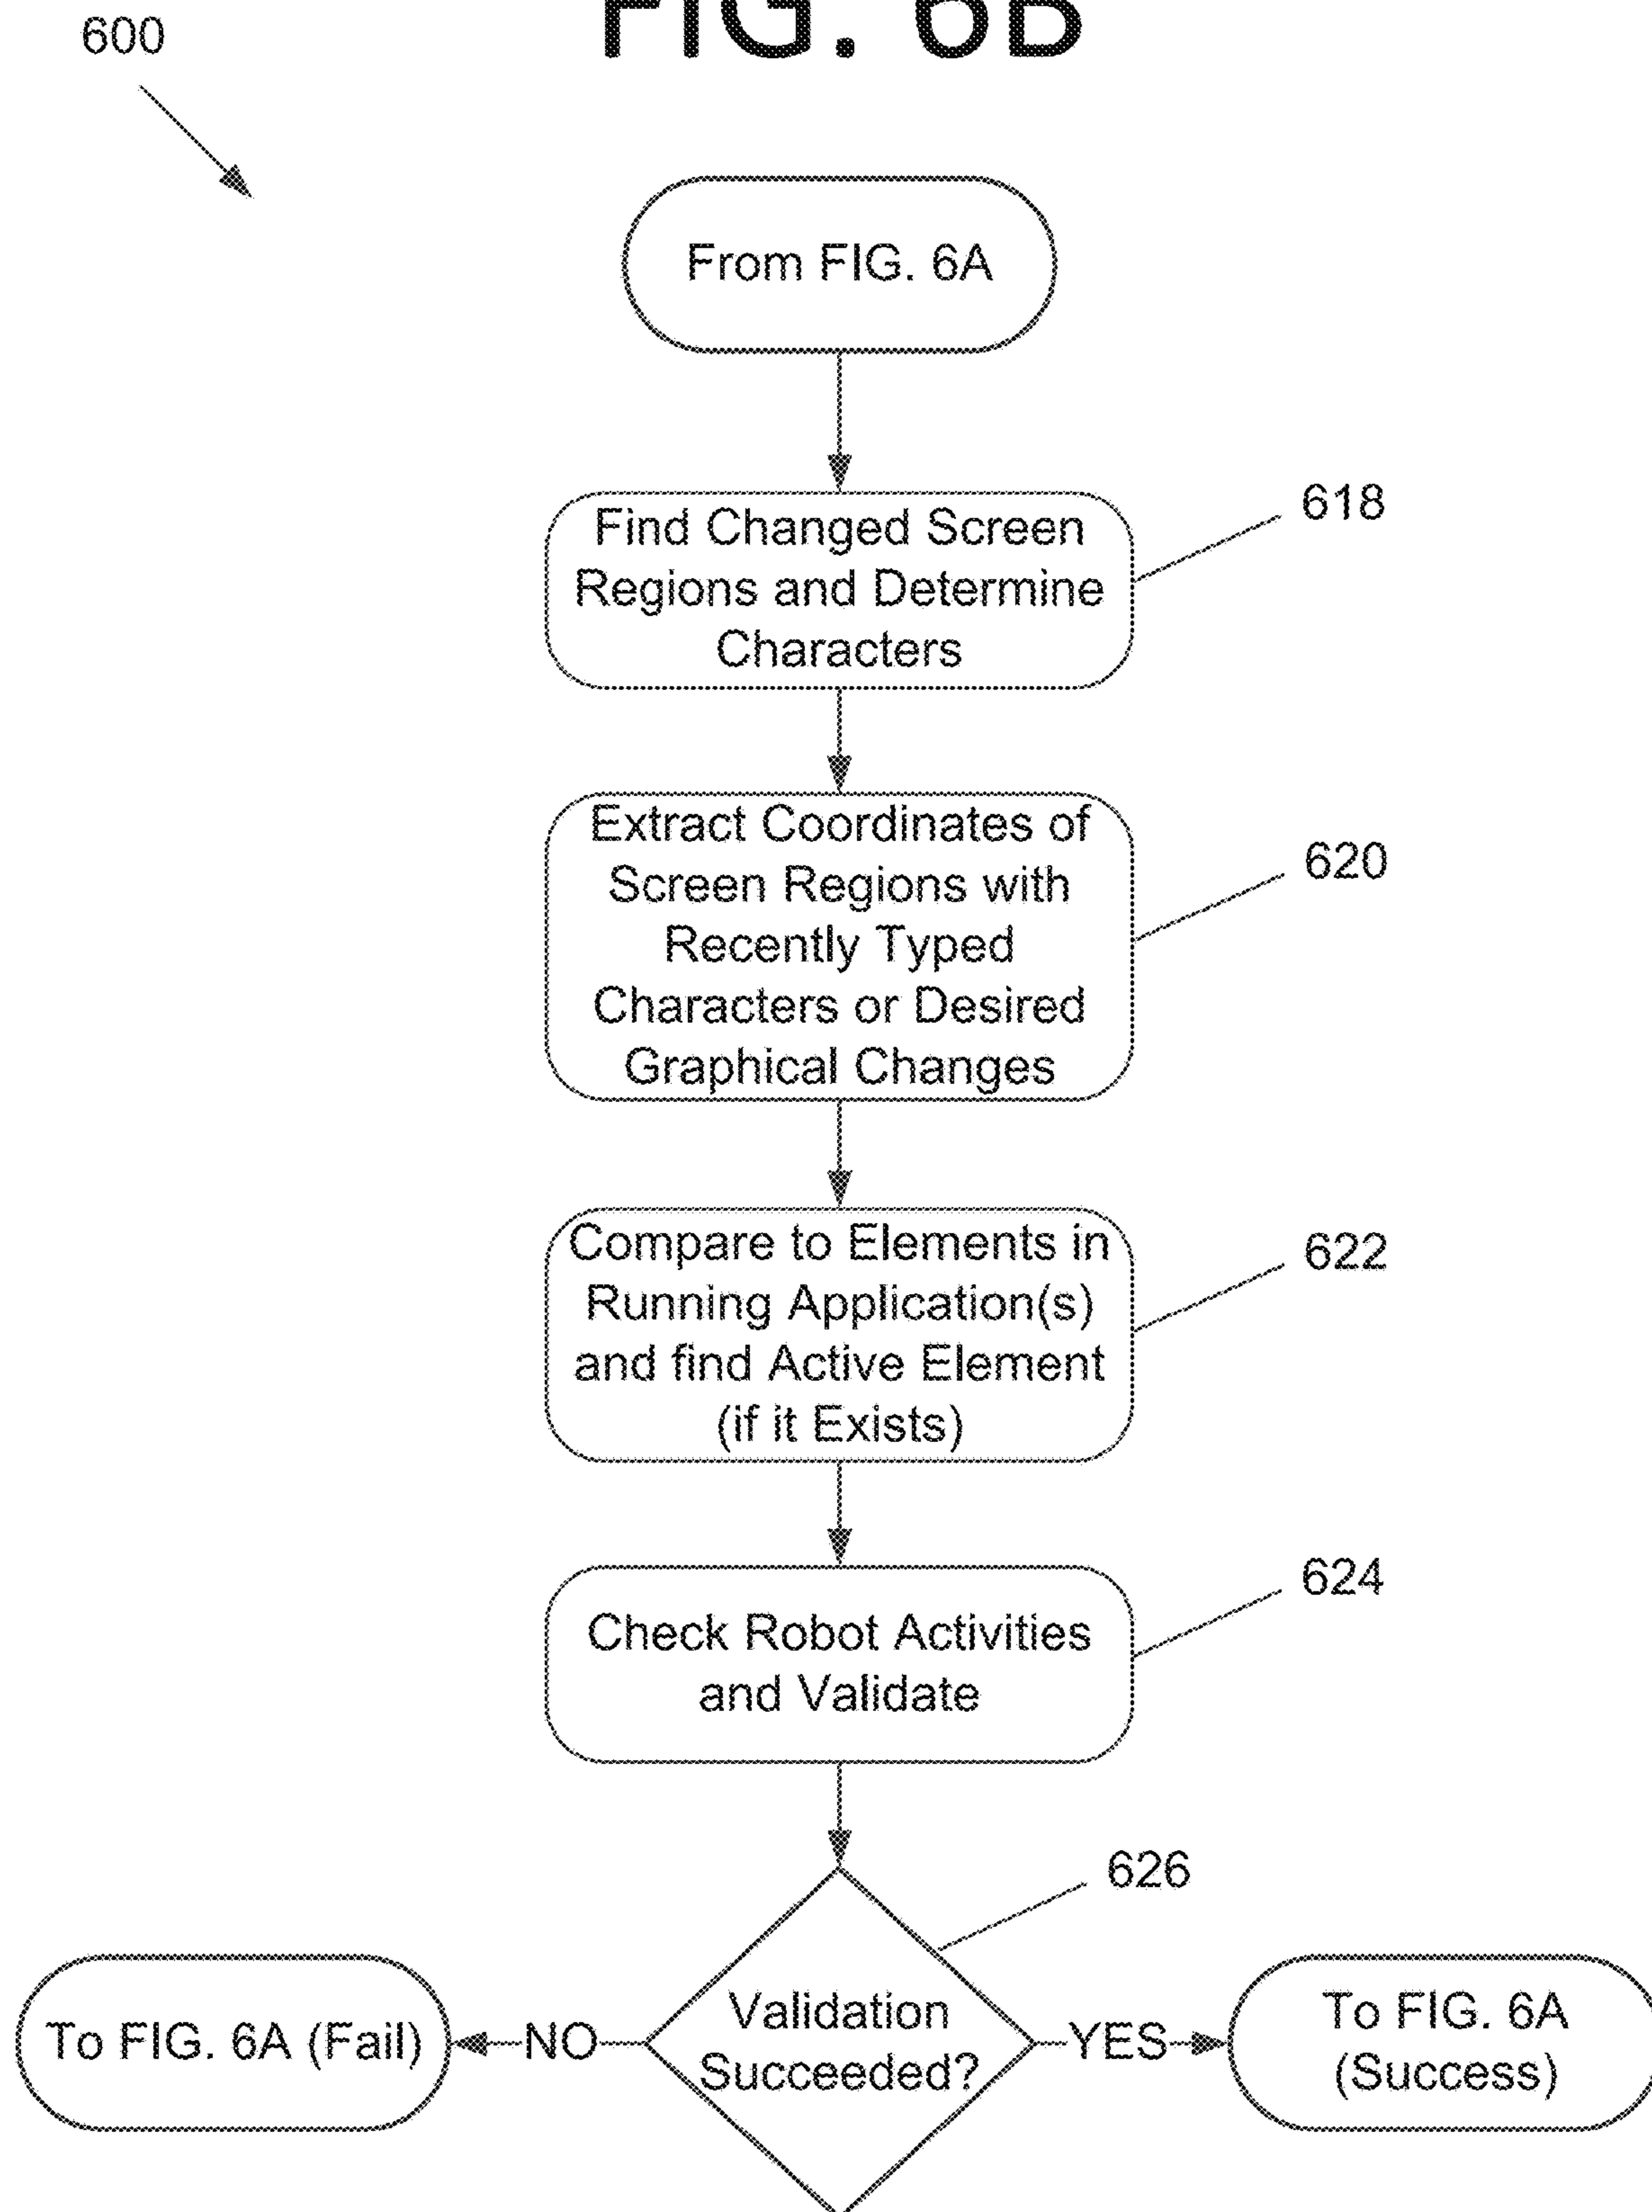 FIG. 6B
600
From FIG. 6A
Find Changed Screen
Regions and Determine
Characters
618
Extract Coordinates of
Screen Regions with
Recently Typed
Characters or Desired
Graphical Changes
620
Compare to Elements in
Running Application(s)
and find Active Element
(if it Exists)
622
Check Robot Activities
and Validate
624
626
Validation
Succeeded?
To FIG. 6A (Fail)
NO
YES
To FIG. 6A
(Success)